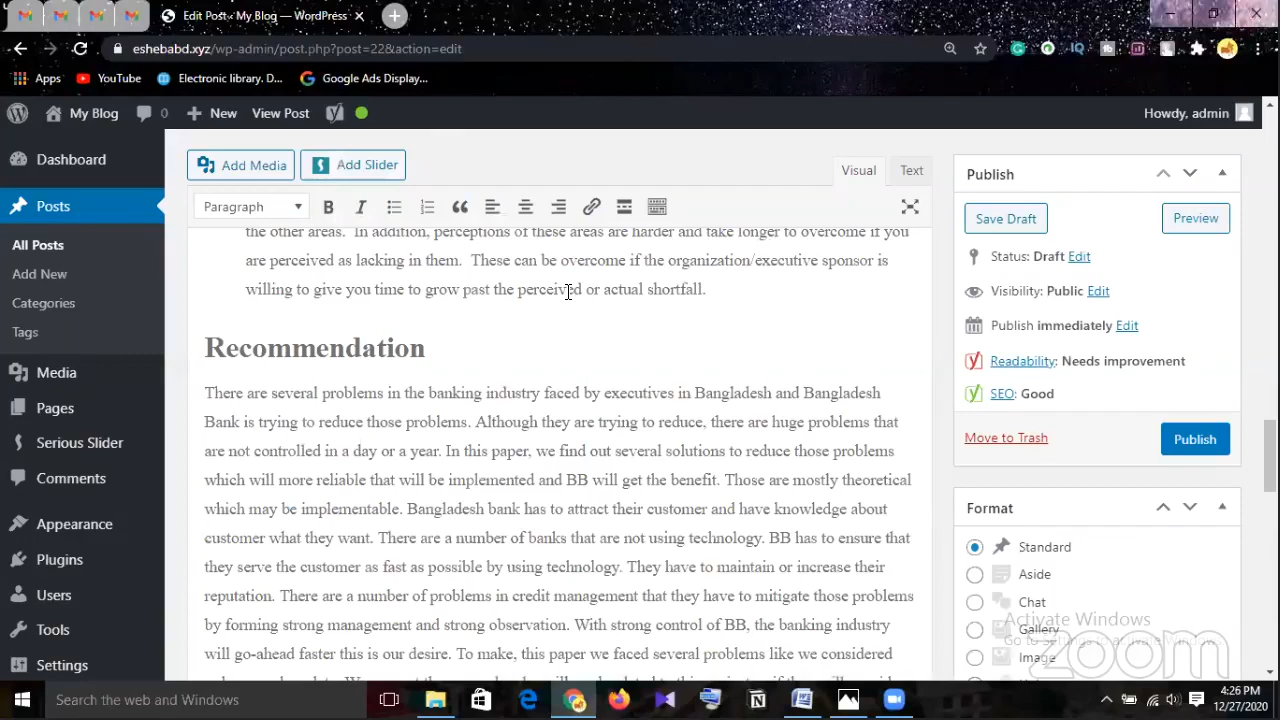 Edit Post ‹ My Blog — WordPress
eshebabd.xyz/wp-admin/post.php?post=22&action=edit
Apps YouTube Electronic library. D... Google Ads Display...
My Blog 0 New View Post Howdy, admin
Dashboard
Posts
All Posts
Add New
Categories
Tags
Media
Pages
Serious Slider
Comments
Appearance
Plugins
Users
Tools
Settings
Add Media Add Slider Visual Text
Paragraph
the other areas. In addition, perceptions of these areas are harder and take longer to overcome if you
are perceived as lacking in them. These can be overcome if the organization/executive sponsor is
willing to give you time to grow past the perceived or actual shortfall.
Recommendation
There are several problems in the banking industry faced by executives in Bangladesh and Bangladesh
Bank is trying to reduce those problems. Although they are trying to reduce, there are huge problems that
are not controlled in a day or a year. In this paper, we find out several solutions to reduce those problems
which will more reliable that will be implemented and BB will get the benefit. Those are mostly theoretical
which may be implementable. Bangladesh bank has to attract their customer and have knowledge about
customer what they want. There are a number of banks that are not using technology. BB has to ensure that
they serve the customer as fast as possible by using technology. They have to maintain or increase their
reputation. There are a number of problems in credit management that they have to mitigate those problems
by forming strong management and strong observation. With strong control of BB, the banking industry
will go-ahead faster this is our desire. To make, this paper we faced several problems like we considered
Publish
Save Draft Preview
Status: Draft Edit
Visibility: Public Edit
Publish immediately Edit
Readability: Needs improvement
SEO: Good
Move to Trash Publish
Format
Standard
Aside
Chat
Gallery
Image
Activate Windows
Go to Settings to activate Windows.
zoom
Search the Web and Windows
4:26 PM
12/27/2020